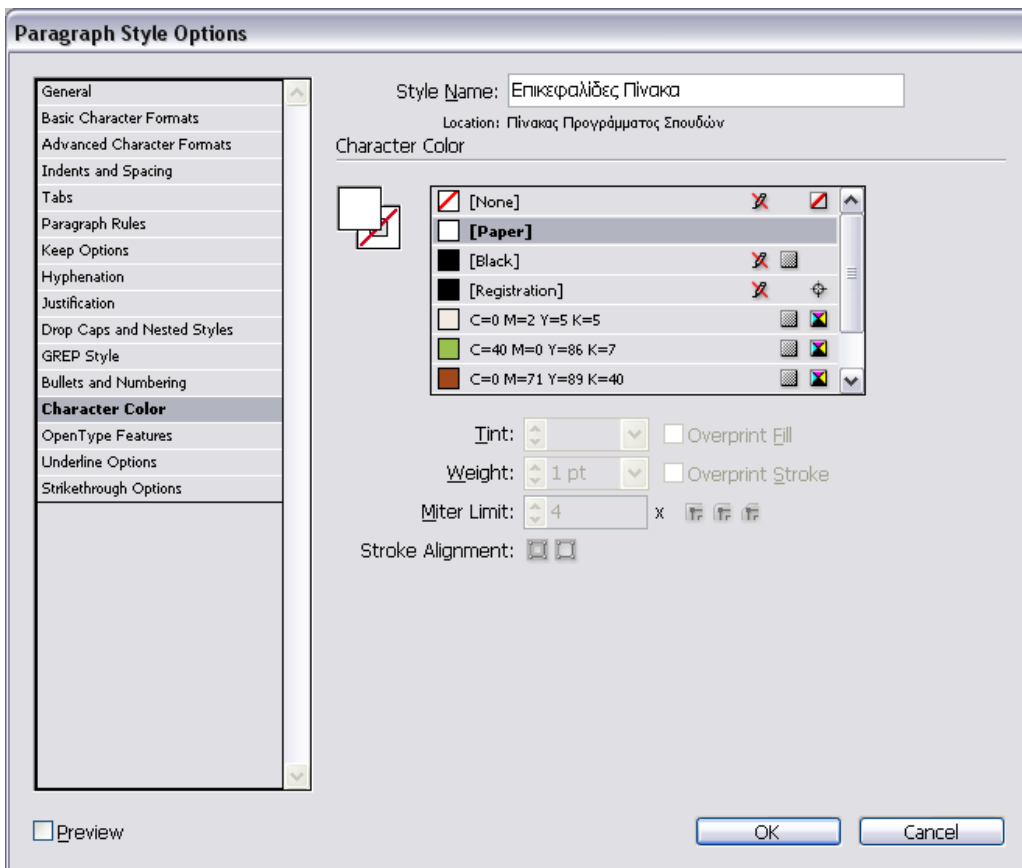 Paragraph Style Options
General
Basic Character Formats
Advanced Character Formats
Indents and Spacing
Tabs
Paragraph Rules
Keep Options
Hyphenation
Justification
Drop Caps and Nested Styles
GREP Style
Bullets and Numbering
Character Color
OpenType Features
Underline Options
Strikethrough Options
Style Name: Επικεφαλίδες Πίνακα
Location: Πίνακας Προγράμματος Σπουδών
Character Color
[None]
[Paper]
[Black]
[Registration]
C=0 M=2 Y=5 K=5
C=40 M=0 Y=86 K=7
C=0 M=71 Y=89 K=40
Tint: Overprint Fill
Weight: 1 pt Overprint Stroke
Miter Limit: 4 x
Stroke Alignment:
Preview OK Cancel